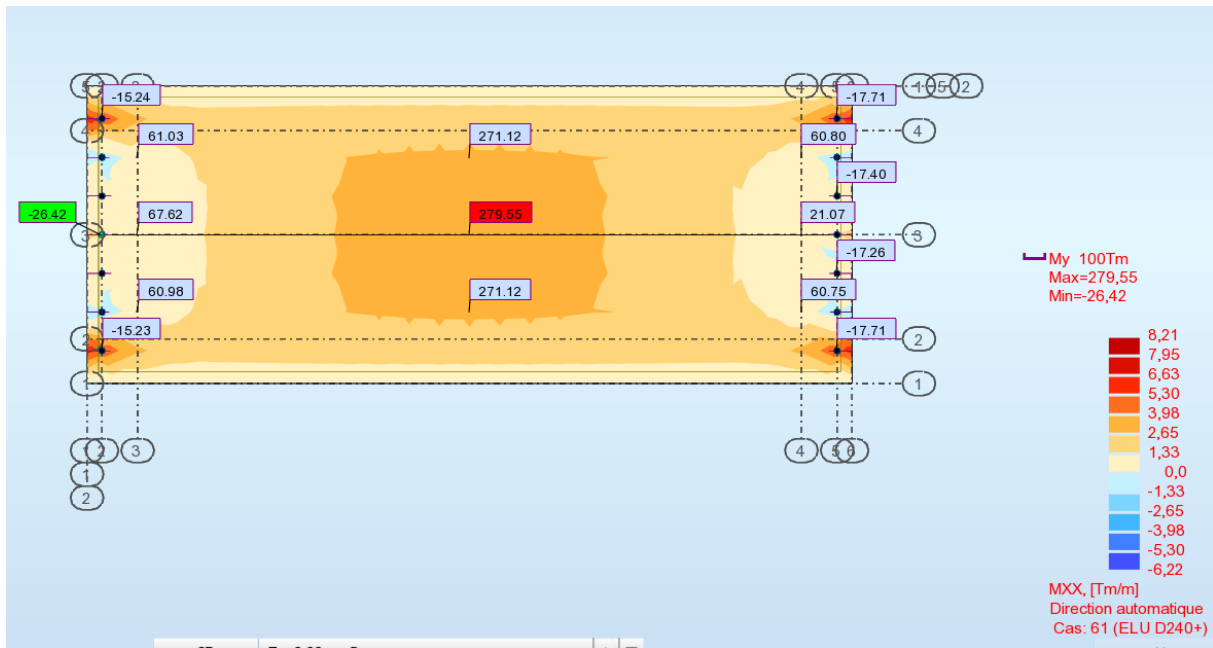 5 2 3 4 5 6 1 5 2
-15.24 -17.71
4 61.03 271.12 60.80 4
-17.40
-26.42 67.62 279.55 21.07
3 3
-17.26
60.98 271.12 60.75
-15.23 -17.71
2 2
1 1
1 2 3 4 5 6
1
2
My 100Tm
Max=279,55
Min=-26,42
8,21
7,95
6,63
5,30
3,98
2,65
1,33
0,0
-1,33
-2,65
-3,98
-5,30
-6,22
MXX, [Tm/m]
Direction automatique
Cas: 61 (ELU D240+)